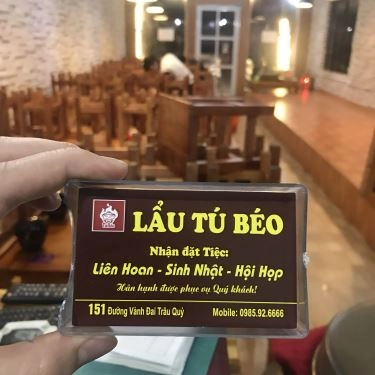 LẨU TÚ BÉO
Nhận đặt Tiệc:
Liên Hoan - Sinh Nhật - Hội Họp
Hân hạnh được phục vụ Quý khách!
151 Đường Vành Đai Trâu Quỳ Mobile: 0985.92.6666